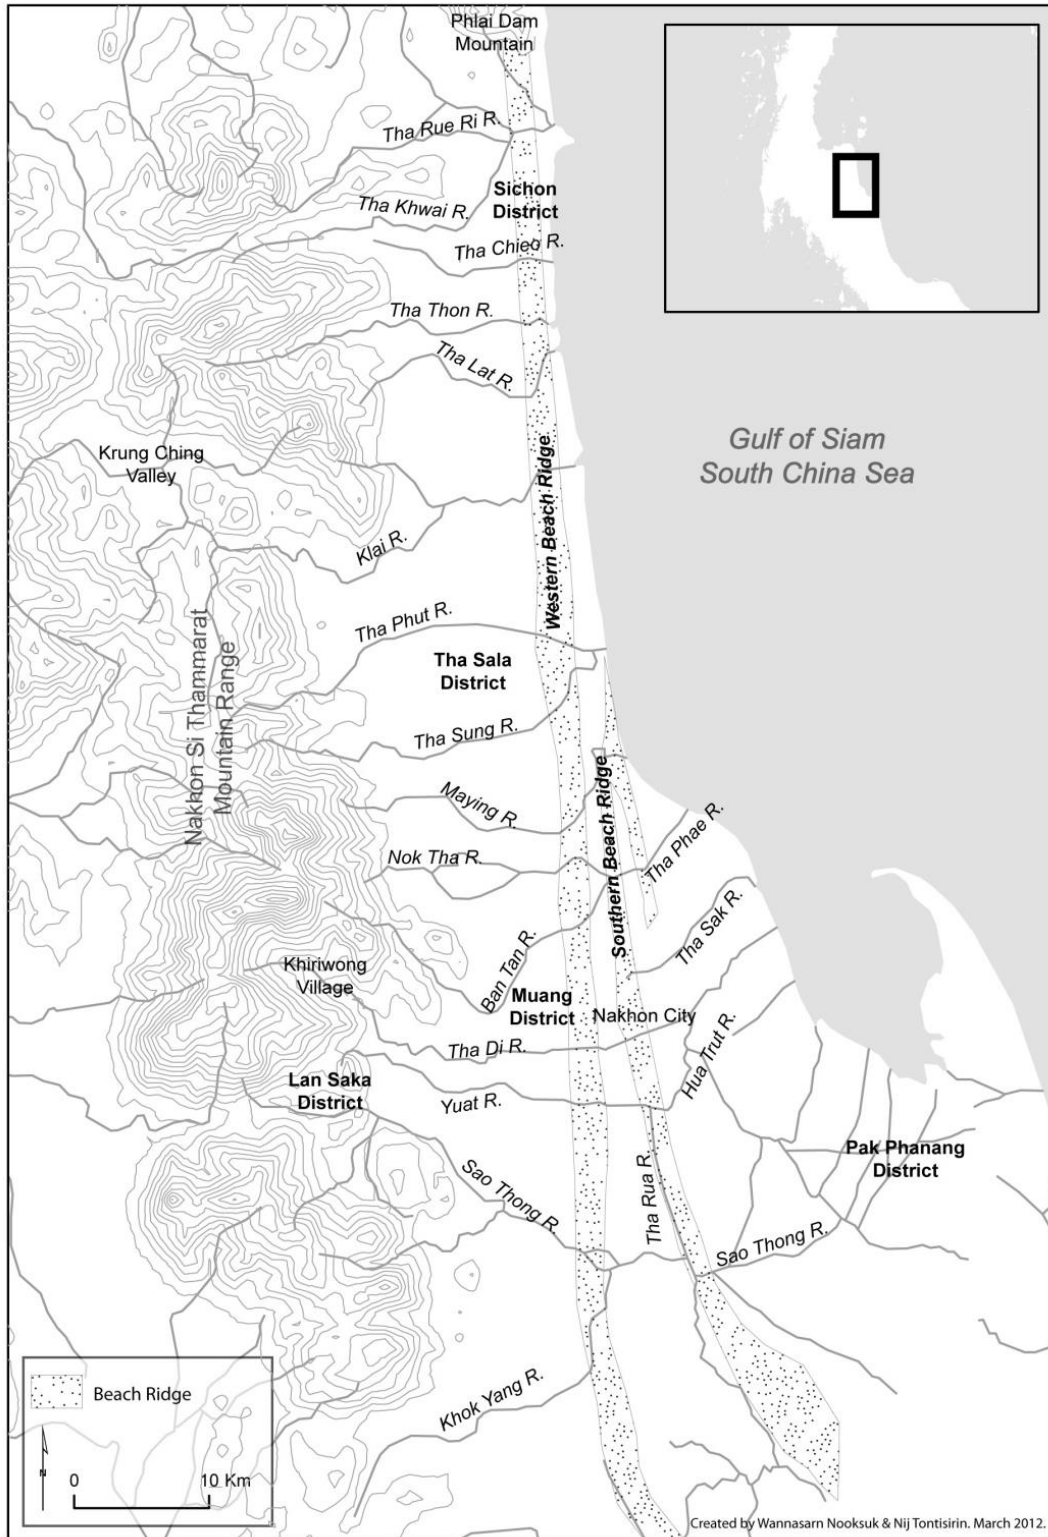 Phlai Dam
Mountain
Tha Rue Ri R.
Sichon
District
Tha Khwai R.
Tha Chieo R.
Tha Thon R.
Tha Lat R.
Gulf of Siam
South China Sea
Krung Ching
Valley
Western Beach Ridge
Klai R.
Tha Phut R.
Nakhon Si Thammarat
Mountain Range
Tha Sala
District
Tha Sung R.
Maying R.
Southern Beach Ridge
Tha Phae R.
Nok Tha R.
Tha Sak R.
Ban Tan R.
Khiriwong
Village
Muang
District
Nakhon City
Hua Trut R.
Tha Di R.
Lan Saka
District
Yuat R.
Pak Phanang
District
Sao Thong R.
Tha Rua R.
Sao Thong R.
Khok Yang R.
Beach Ridge
N
0 10 Km
Created by Wannasarn Nooksuk & Nij Tontisirin. March 2012.